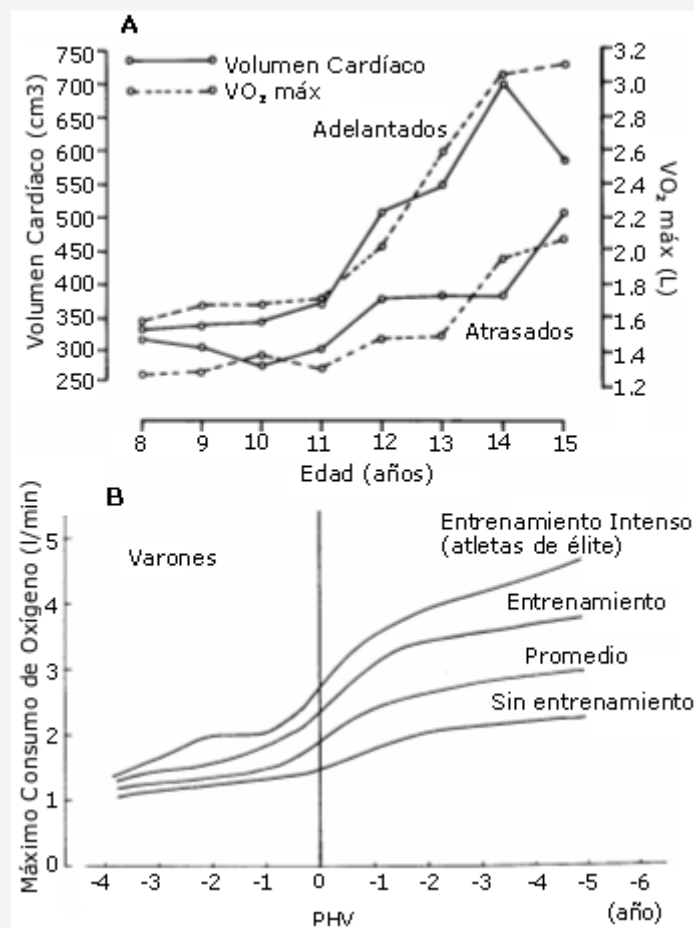 A
Volumen Cardíaco (cm3)
750
700
650
600
550
500
450
400
350
300
250
Volumen Cardíaco
VO₂ máx
Adelantados
Atrasados
3.2
3.0
2.8
2.6
2.4
2.2
2.0
1.8
1.6
1.4
1.2
VO₂ máx (L)
8 9 10 11 12 13 14 15
Edad (años)
B
Máximo Consumo de Oxígeno (l/min)
5
4
3
2
1
0
Varones
Entrenamiento Intenso
(atletas de élite)
Entrenamiento
Promedio
Sin entrenamiento
-4 -3 -2 -1 0 -1 -2 -3 -4 -5 -6
PHV
(año)